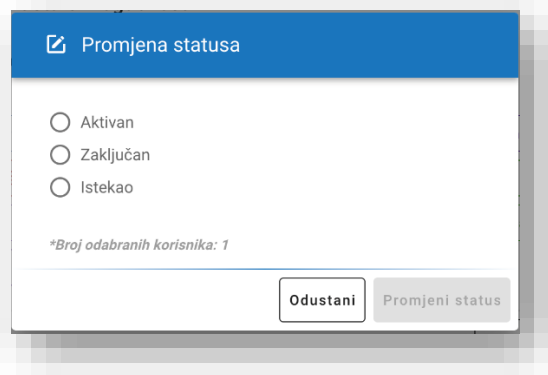 Promjena statusa
Aktivan
Zaključan
Istekao
*Broj odabranih korisnika: 1
Odustani
Promjeni status